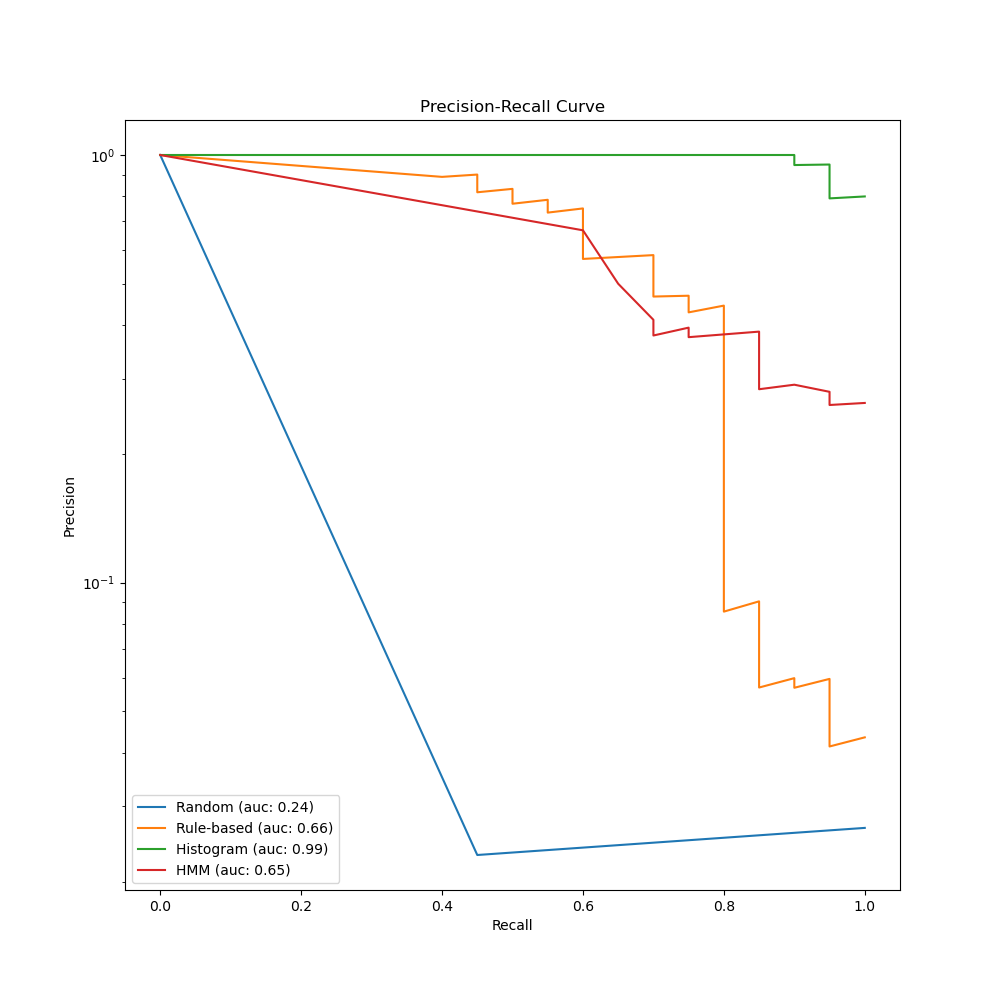 Precision-Recall Curve
10⁰
10⁻¹
Precision
0.0 0.2 0.4 0.6 0.8 1.0
Recall
Random (auc: 0.24)
Rule-based (auc: 0.66)
Histogram (auc: 0.99)
HMM (auc: 0.65)